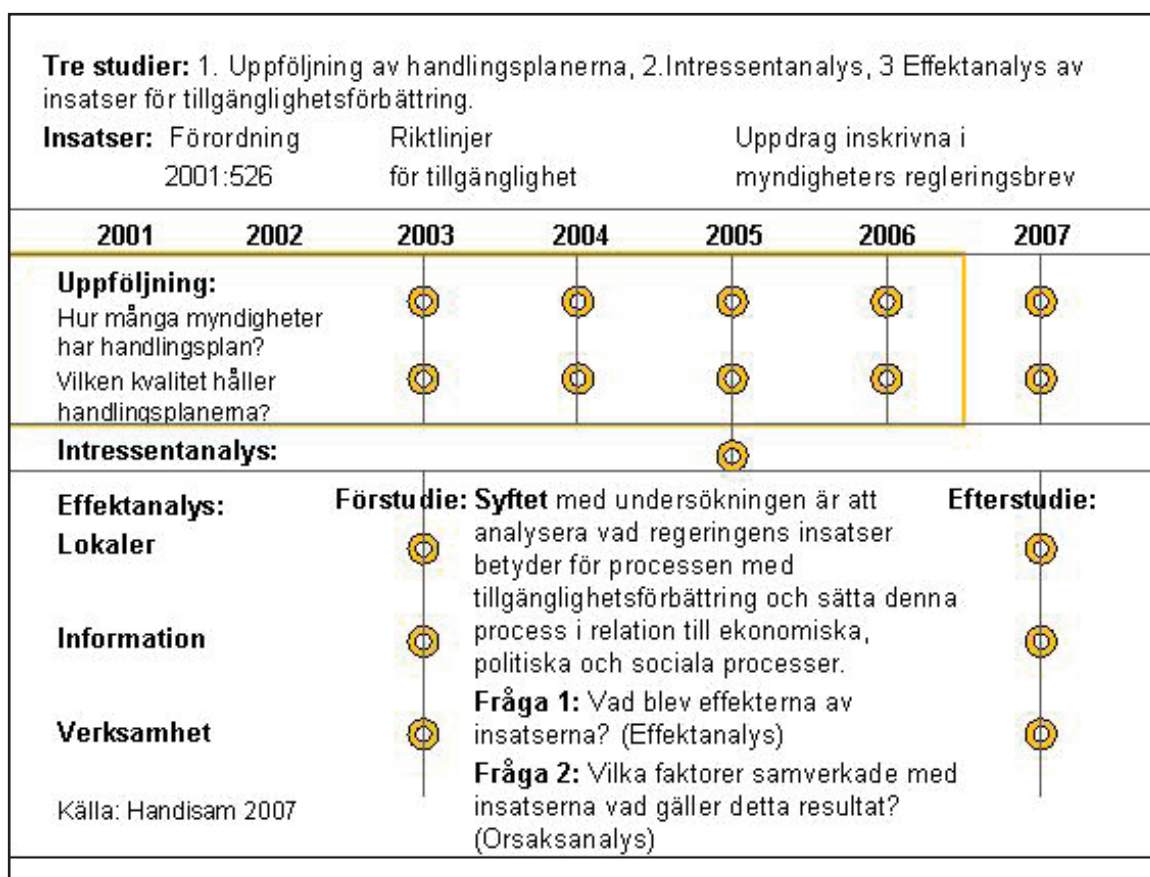 Tre studier: 1. Uppföljning av handlingsplanerna, 2.Intressentanalys, 3 Effektanalys av
insatser för tillgänglighetsförbättring.
Insatser: Förordning Riktlinjer Uppdrag inskrivna i
2001:526 för tillgänglighet myndigheters regleringsbrev
2001 2002 2003 2004 2005 2006 2007
Uppföljning:
Hur många myndigheter
har handlingsplan?
Vilken kvalitet håller
handlingsplanerna?
Intressentanalys:
Effektanalys:
Lokaler
Information
Verksamhet
Källa: Handisam 2007
Förstudie:
Syftet med undersökningen är att
analysera vad regeringens insatser
betyder för processen med
tillgänglighetsförbättring och sätta denna
process i relation till ekonomiska,
politiska och sociala processer.
Fråga 1: Vad blev effekterna av
insatserna? (Effektanalys)
Fråga 2: Vilka faktorer samverkade med
insatserna vad gäller detta resultat?
(Orsaksanalys)
Efterstudie: